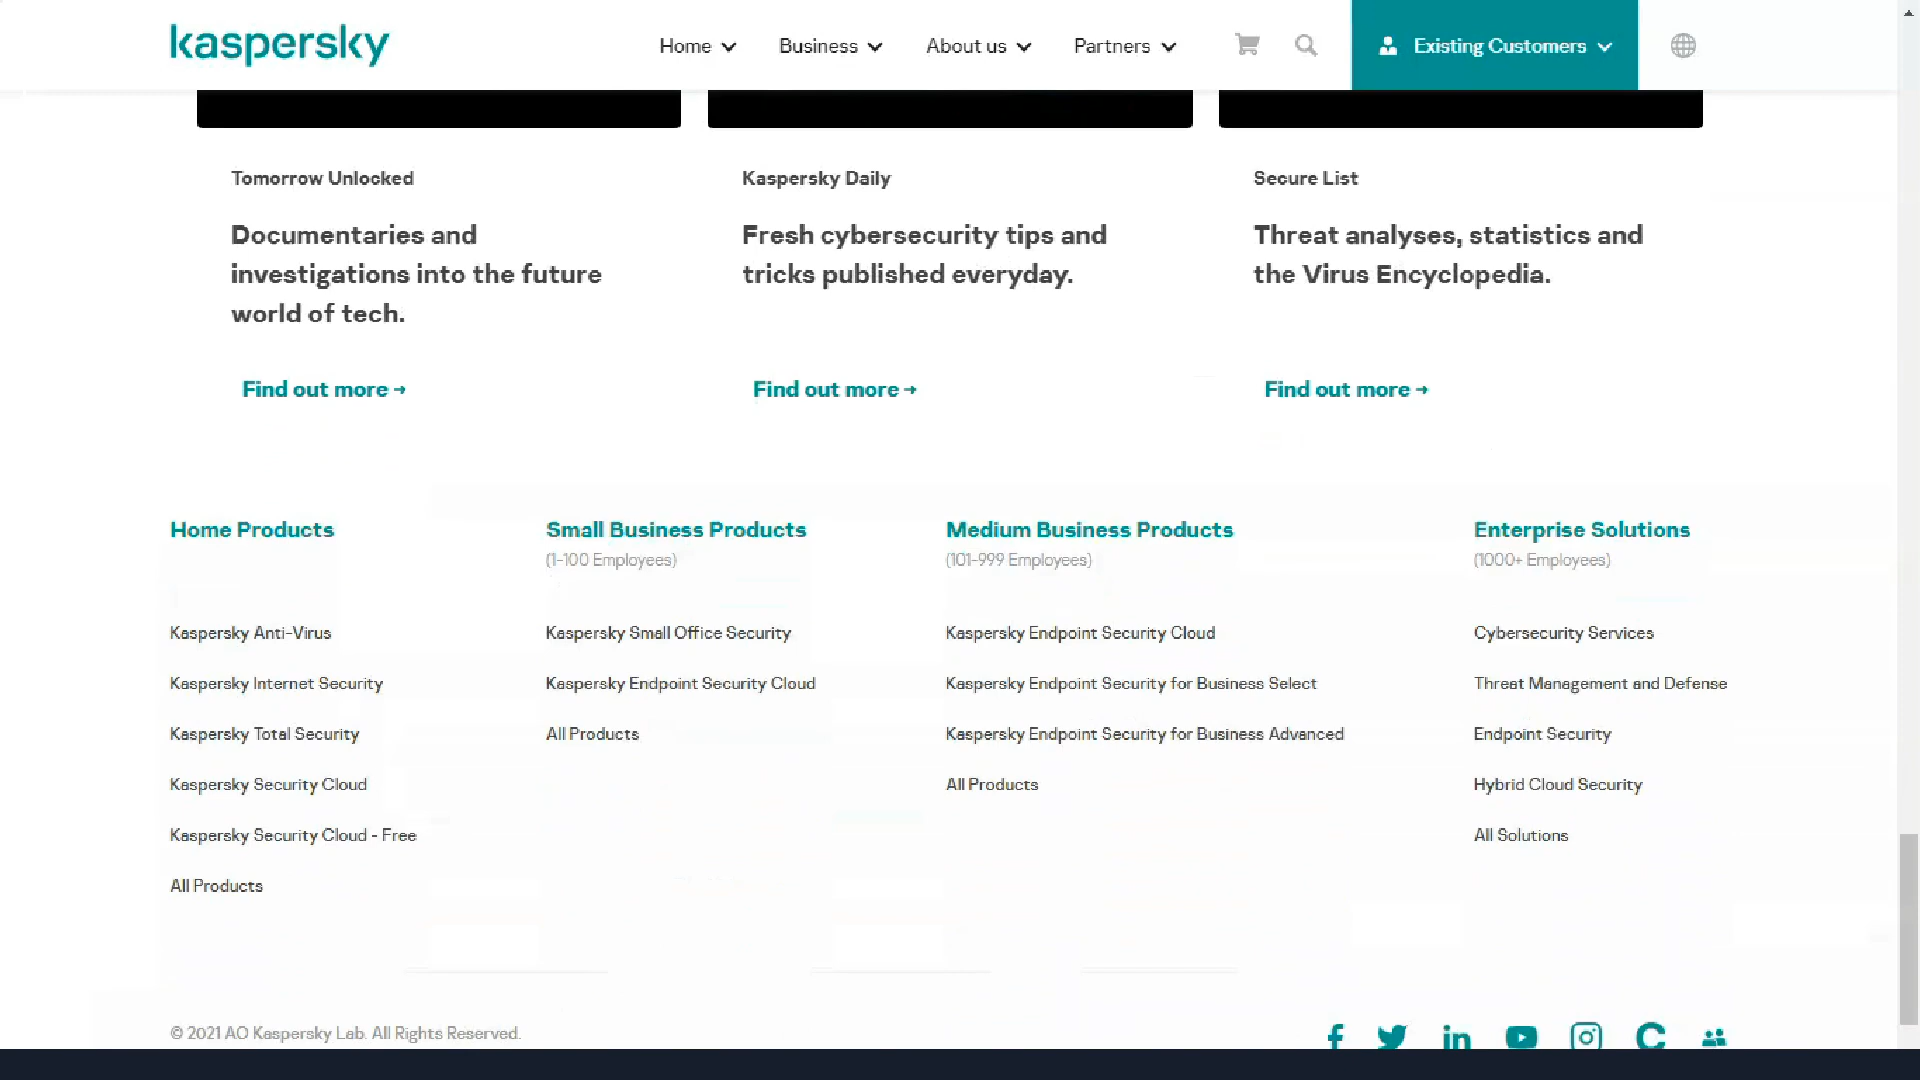 kaspersky
Home
Business
About us
Partners
Existing Customers
Tomorrow Unlocked
Documentaries and
investigations into the future
world of tech.
Find out more →
Kaspersky Daily
Fresh cybersecurity tips and
tricks published everyday.
Find out more →
Secure List
Threat analyses, statistics and
the Virus Encyclopedia.
Find out more →
Home Products
Kaspersky Anti-Virus
Kaspersky Internet Security
Kaspersky Total Security
Kaspersky Security Cloud
Kaspersky Security Cloud - Free
All Products
Small Business Products
(1-100 Employees)
Kaspersky Small Office Security
Kaspersky Endpoint Security Cloud
All Products
Medium Business Products
(101-999 Employees)
Kaspersky Endpoint Security Cloud
Kaspersky Endpoint Security for Business Select
Kaspersky Endpoint Security for Business Advanced
All Products
Enterprise Solutions
(1000+ Employees)
Cybersecurity Services
Threat Management and Defense
Endpoint Security
Hybrid Cloud Security
All Solutions
© 2021 AO Kaspersky Lab. All Rights Reserved.